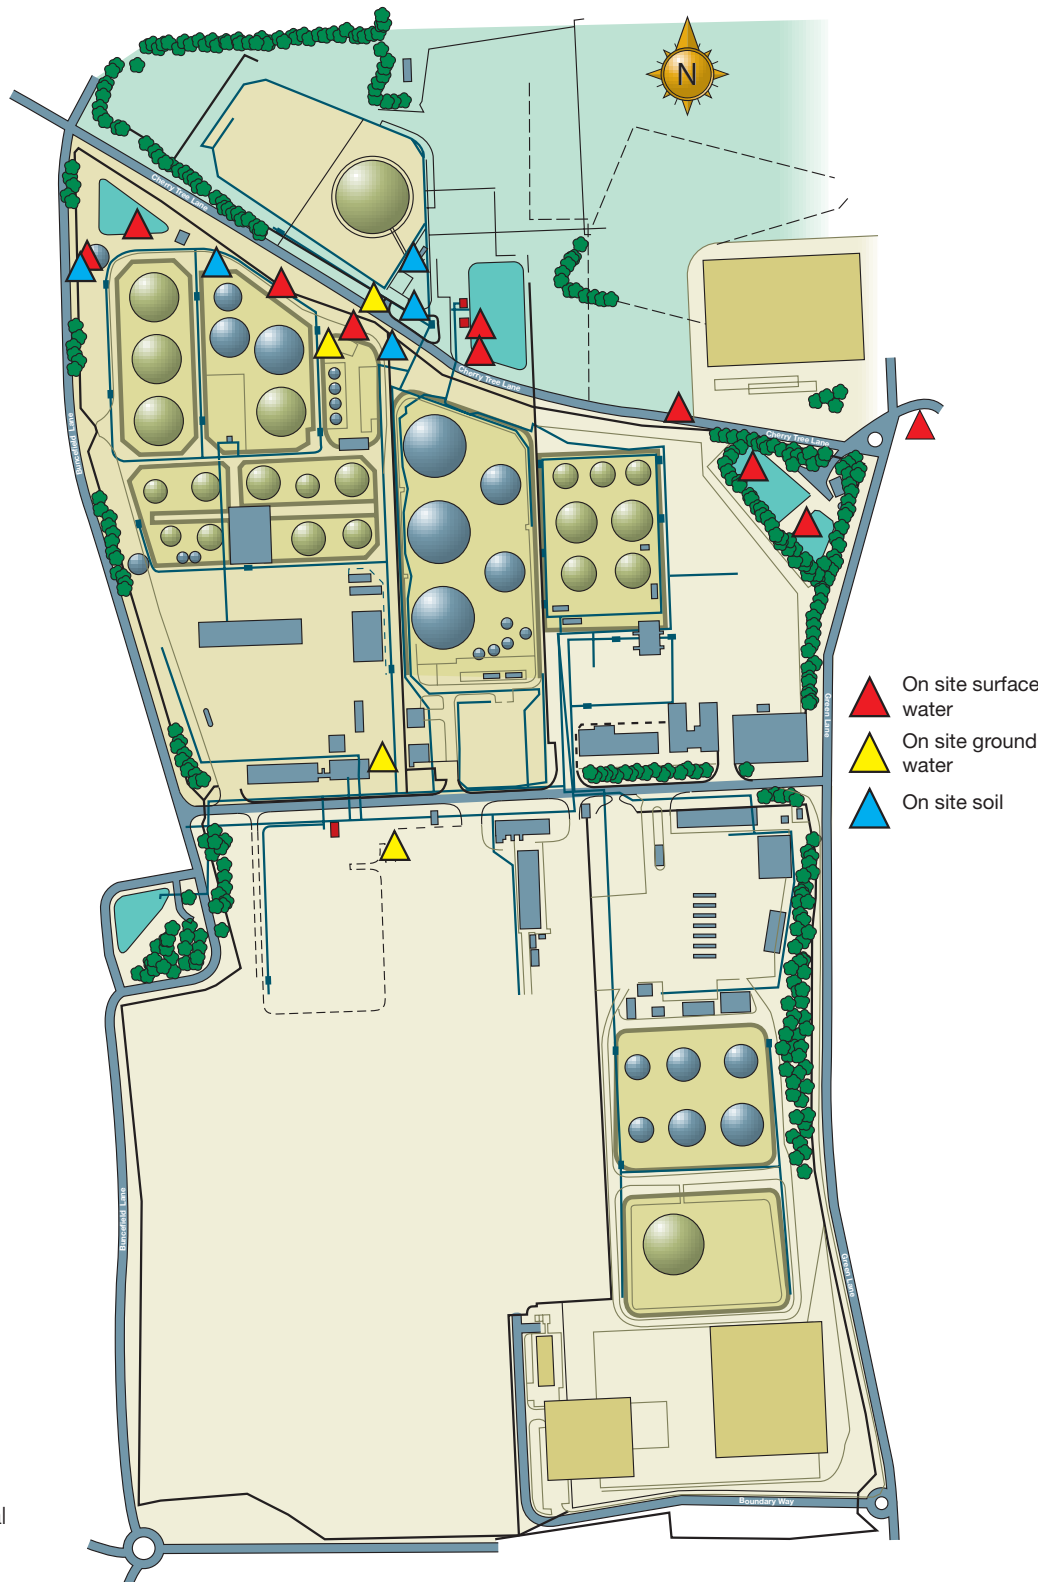 N
Cherry Tree Lane
Cherry Tree Lane
Cherry Tree Lane
Buncefield Lane
On site surface
water
On site ground
water
On site soil
Green Lane
Buncefield Lane
Green Lane
Boundary Way
al